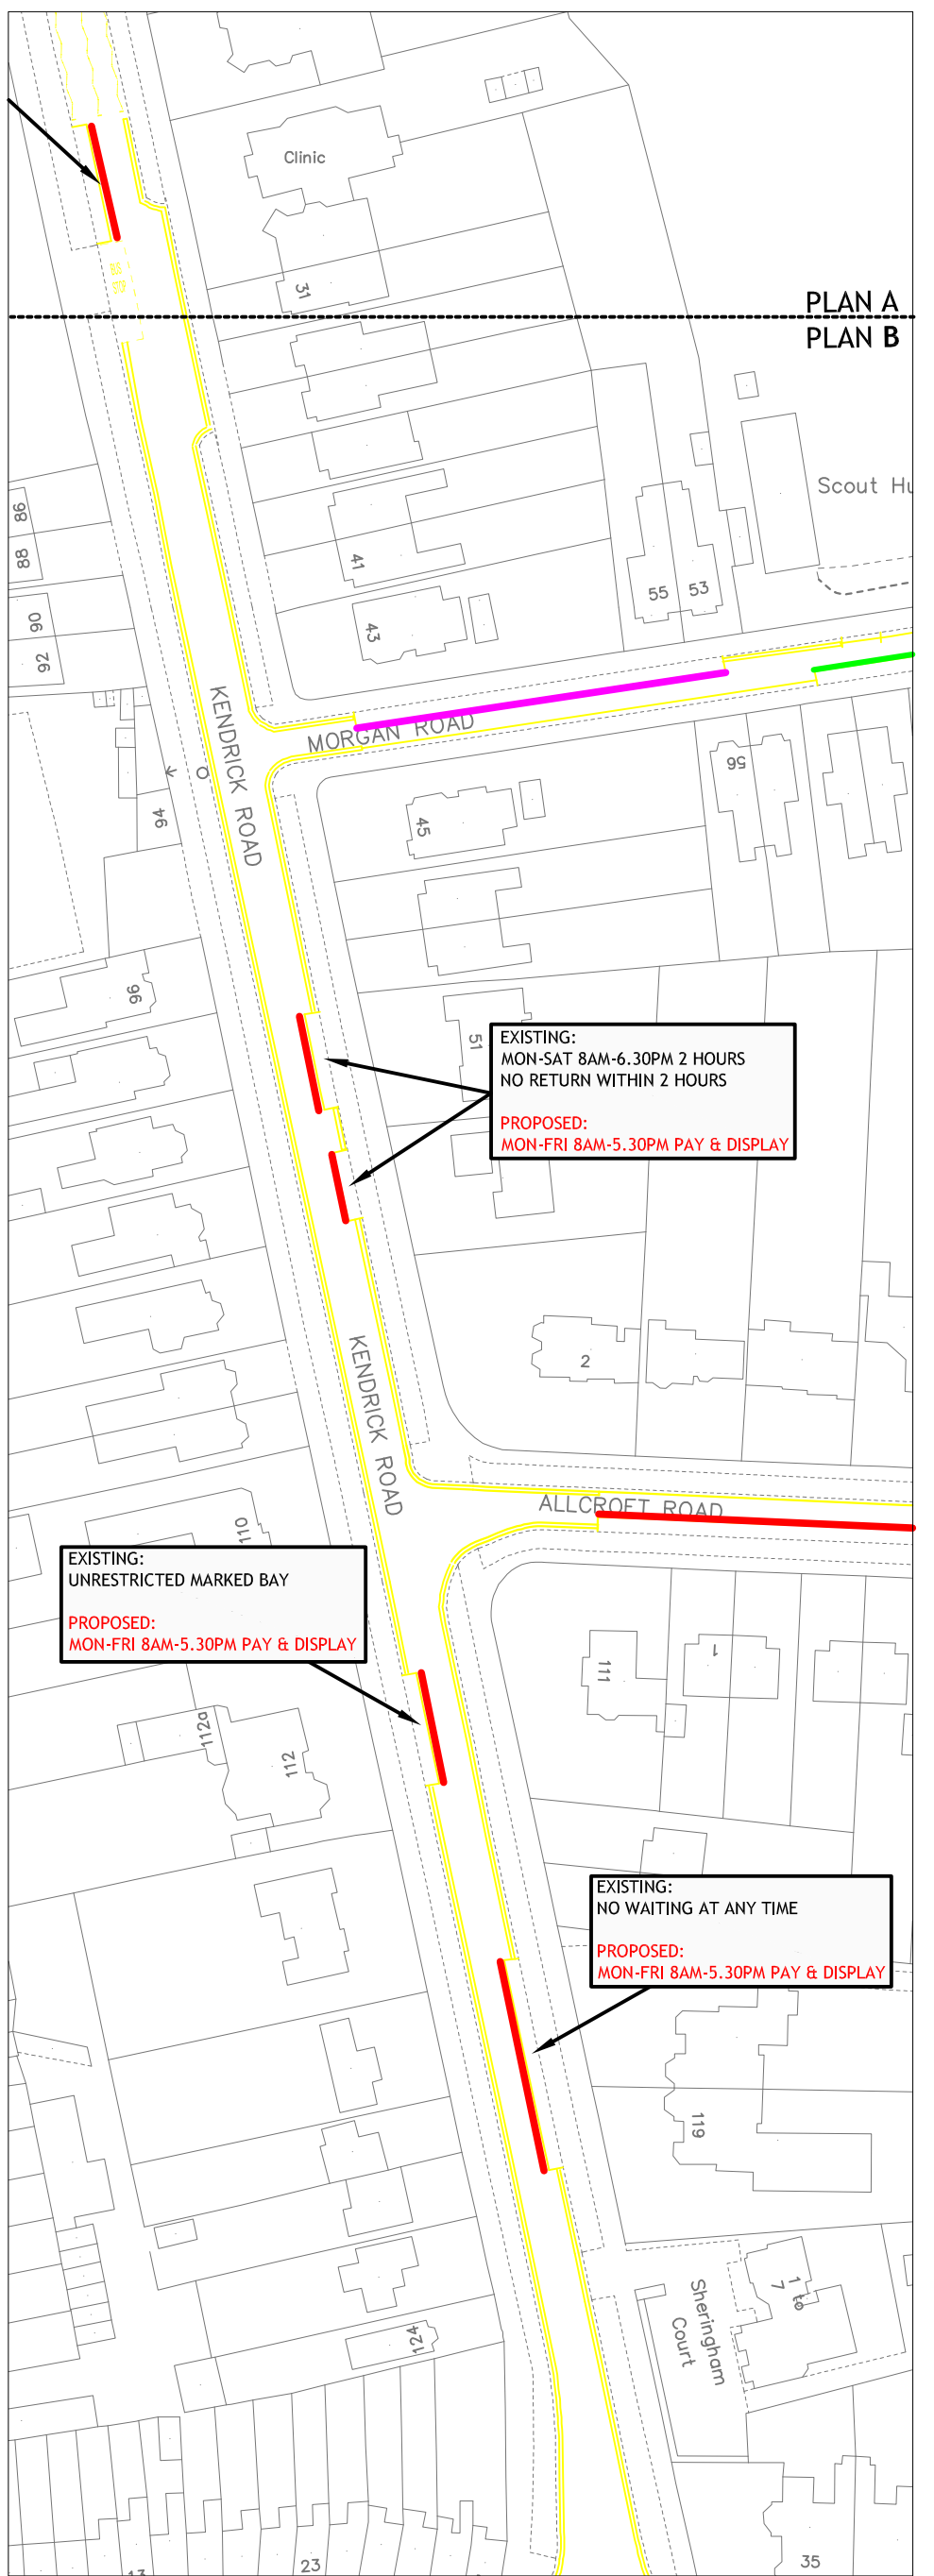 Clinic
31
PLAN A
PLAN B
Scout Hu
86
88
90
92
41
43
55
53
KENDRICK ROAD
MORGAN ROAD
94
45
56
96
51
EXISTING:
MON-SAT 8AM-6.30PM 2 HOURS
NO RETURN WITHIN 2 HOURS
PROPOSED:
MON-FRI 8AM-5.30PM PAY & DISPLAY
2
KENDRICK ROAD
ALLCROFT ROAD
110
EXISTING:
UNRESTRICTED MARKED BAY
PROPOSED:
MON-FRI 8AM-5.30PM PAY & DISPLAY
111
1
112a
112
EXISTING:
NO WAITING AT ANY TIME
PROPOSED:
MON-FRI 8AM-5.30PM PAY & DISPLAY
119
Sheringham
Court
1 to
7
124
13
23
35